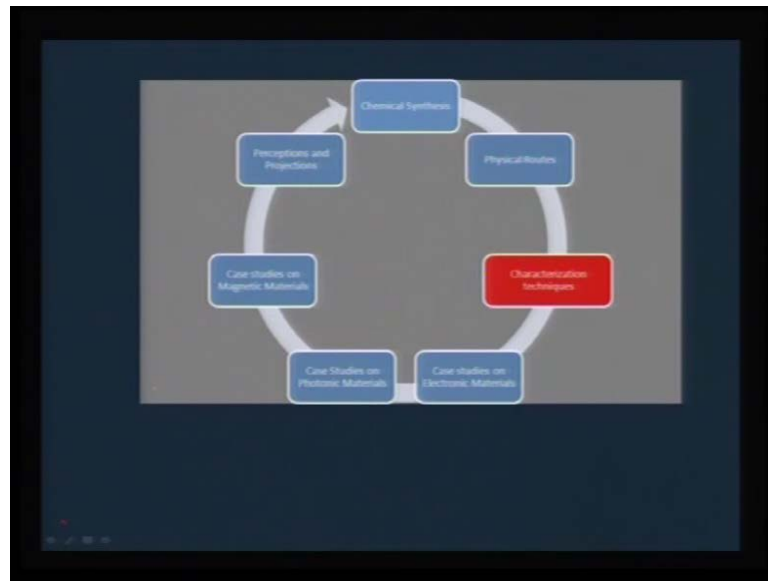 Chemical Synthesis
Physical Routes
Characterization
techniques
Case studies on
Electronic Materials
Case Studies on
Photonic Materials
Case studies on
Magnetic Materials
Perceptions and
Projections